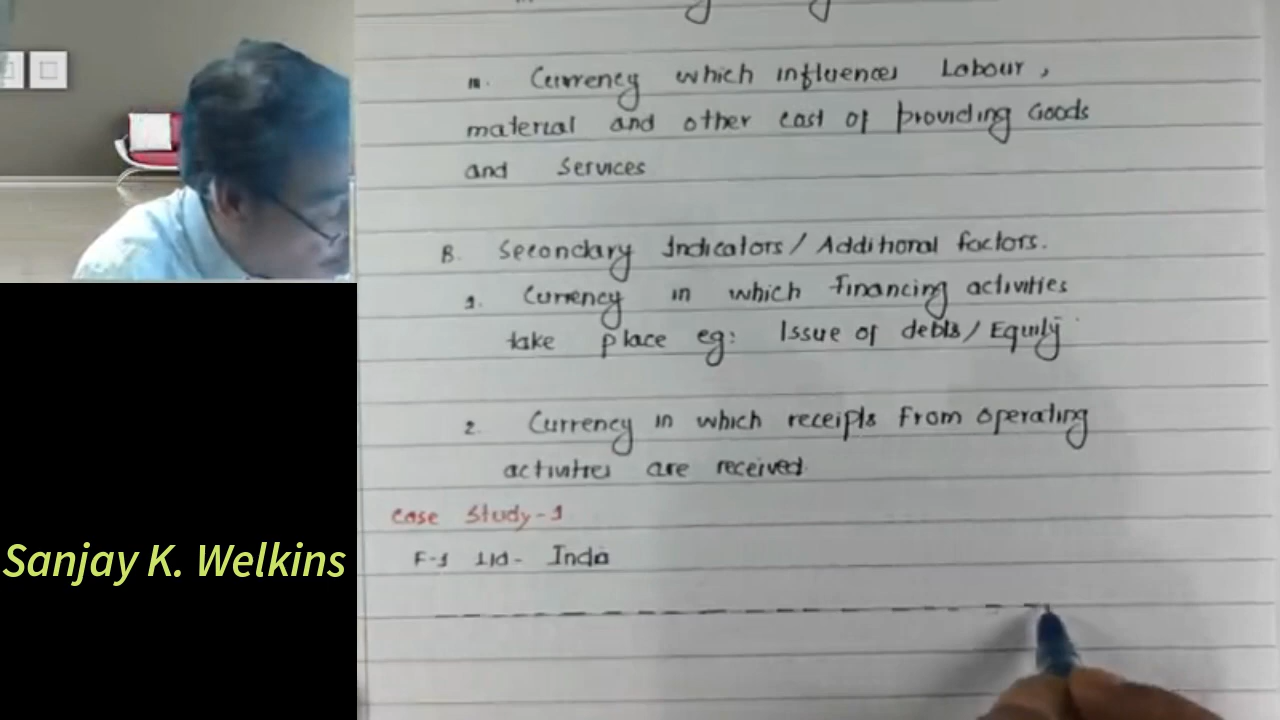 III. Currency which influences Labour,
material and other cost of providing Goods
and Services
B. Secondary Indicators / Additional factors.
1. Currency in which financing activities
take place eg: Issue of debts / Equity
2. Currency in which receipts from operating
activities are received.
Case Study-1
F-1 Ltd- India
Sanjay K. Welkins